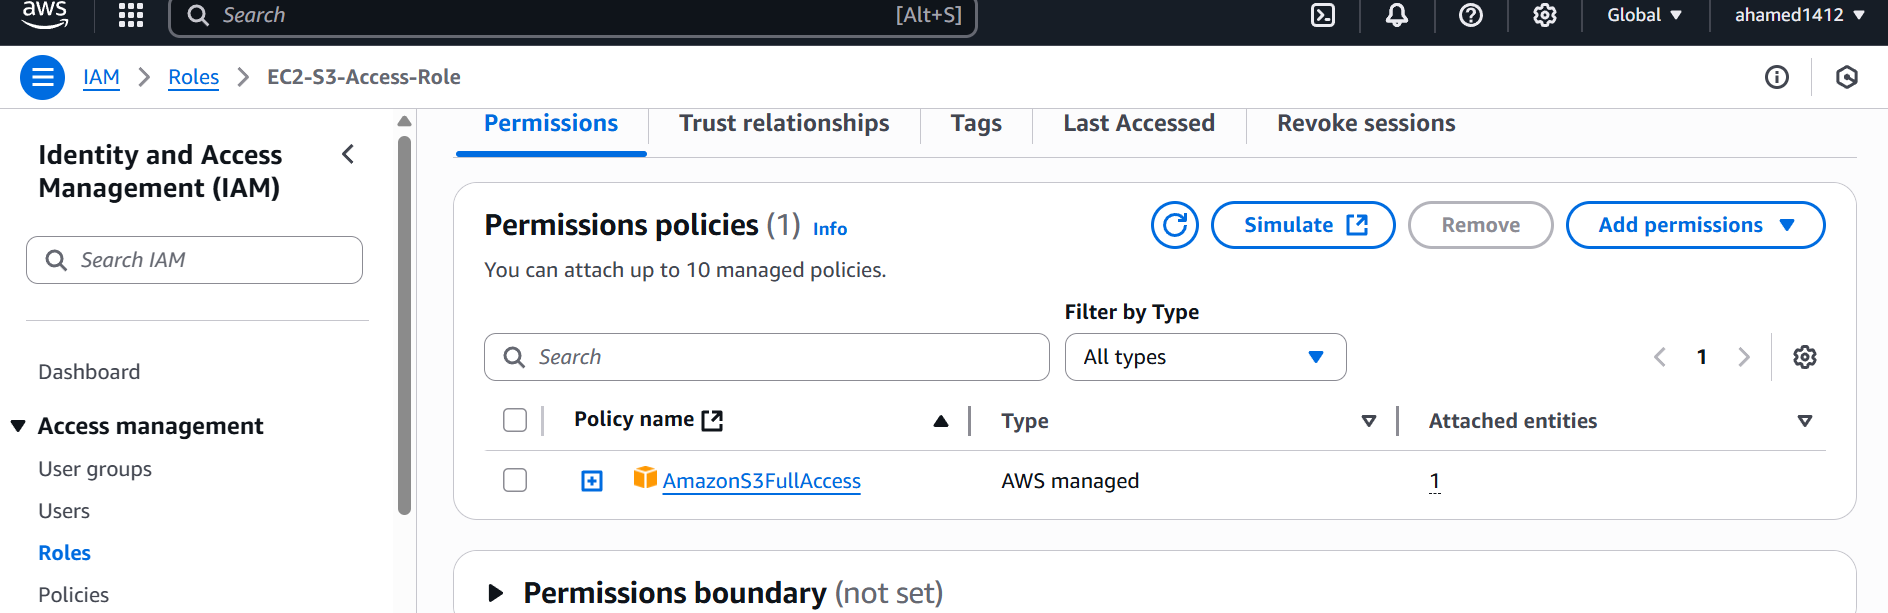 aws
Search [Alt+S] Global ahamed1412
IAM Roles EC2-S3-Access-Role
Identity and Access
Management (IAM)
Search IAM
Dashboard
Access management
User groups
Users
Roles
Policies
Permissions Trust relationships Tags Last Accessed Revoke sessions
Permissions policies (1) Info Simulate Remove Add permissions
You can attach up to 10 managed policies.
Filter by Type
Search All types 1
Policy name Type Attached entities
AmazonS3FullAccess AWS managed 1
Permissions boundary (not set)